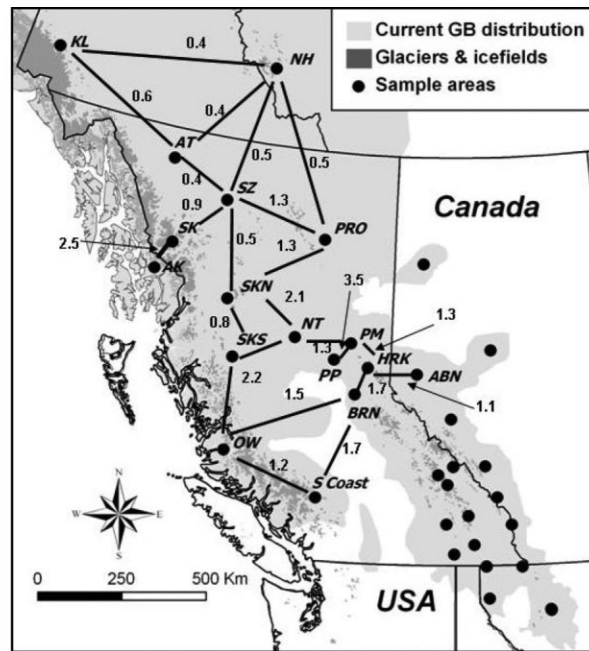 Current GB distribution
Glaciers & icefields
Sample areas
KL
0.4
NH
0.6
0.4
AT
0.4
0.5
0.5
SZ
0.9
1.3
SK
PRO
2.5
AK
0.5
1.3
Canada
SKN
2.1
3.5
0.8
NT
PM
1.3
SKS
1.3
HRK
PP
ABN
2.2
1.7
1.5
BRN
1.1
OW
1.7
1.2
S Coast
N
W
E
S
0
250
500 Km
USA